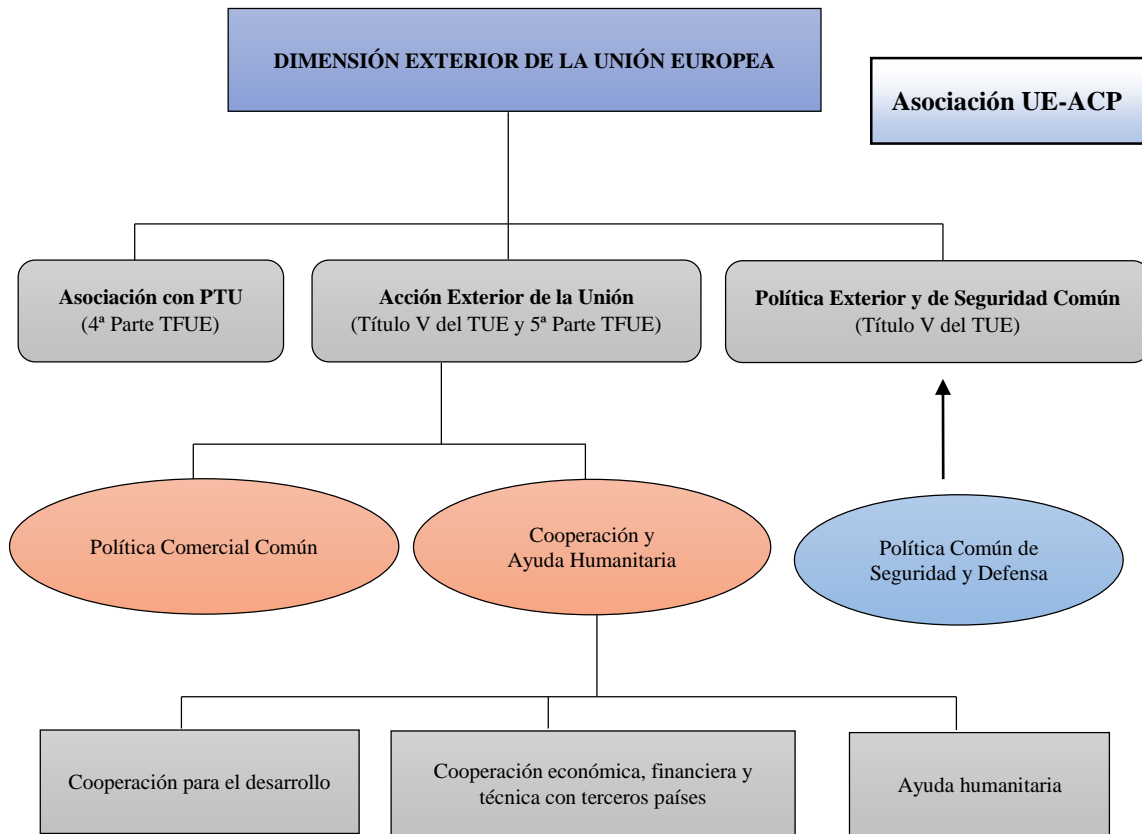 DIMENSIÓN EXTERIOR DE LA UNIÓN EUROPEA
Asociación UE-ACP
Asociación con PTU
(4ª Parte TFUE)
Acción Exterior de la Unión
(Título V del TUE y 5ª Parte TFUE)
Política Exterior y de Seguridad Común
(Título V del TUE)
Política Comercial Común
Cooperación y
Ayuda Humanitaria
Política Común de
Seguridad y Defensa
Cooperación para el desarrollo
Cooperación económica, financiera y
técnica con terceros países
Ayuda humanitaria